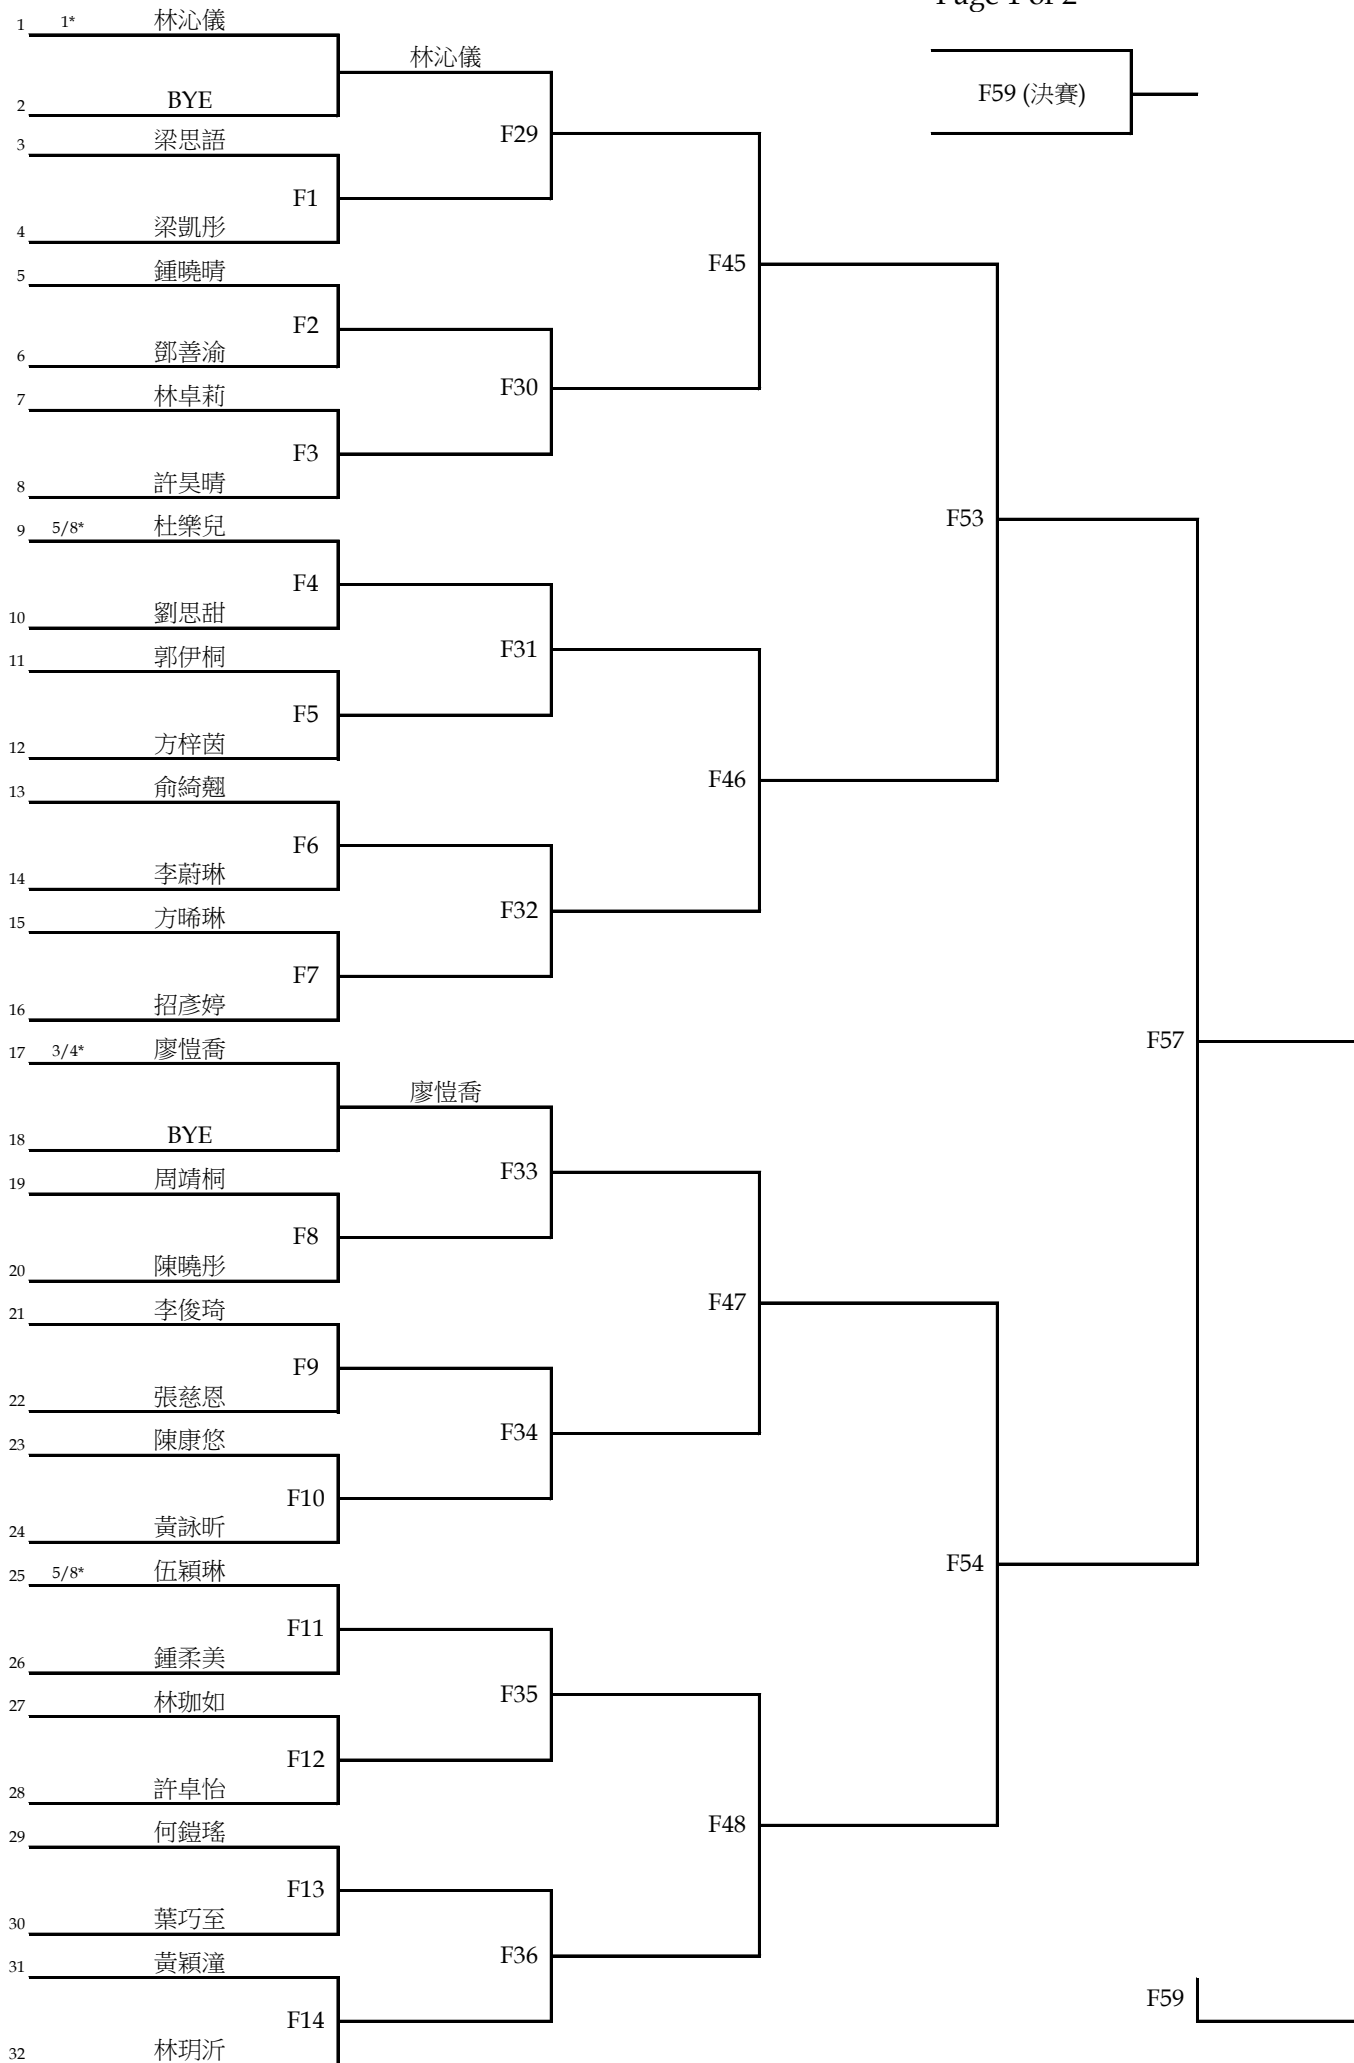 Page 1 of 2
1 1* 林沁儀
林沁儀
2 BYE
F59 (決賽)
F29
3 梁思語
F1
4 梁凱彤
F45
5 鍾曉晴
F2
6 鄧善渝
F30
7 林卓莉
F3
8 許昊晴
F53
9 5/8* 杜樂兒
F4
10 劉思甜
F31
11 郭伊桐
F5
12 方梓茵
F46
13 俞綺翹
F6
14 李蔚琳
F32
15 方晞琳
F7
16 招彥婷
F57
17 3/4* 廖愷喬
廖愷喬
18 BYE
F33
19 周靖桐
F8
20 陳曉彤
F47
21 李俊琦
F9
22 張慈恩
F34
23 陳康悠
F10
24 黃詠昕
F54
25 5/8* 伍穎琳
F11
26 鍾柔美
F35
27 林珈如
F12
28 許卓怡
F48
29 何鎧瑤
F13
30 葉巧至
F36
31 黃穎潼
F59
F14
32 林玥沂